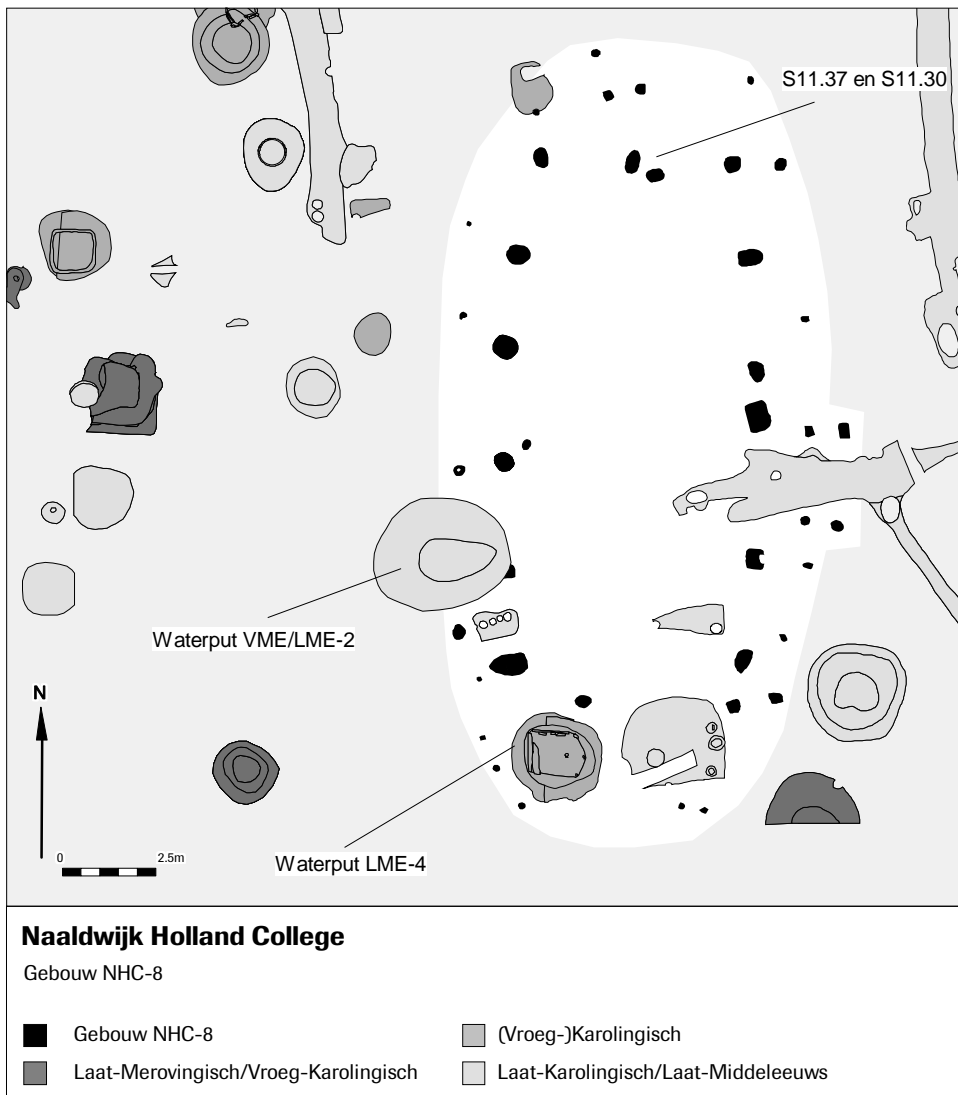 S11.37 en S11.30
Waterput VME/LME-2
N
0 2.5m
Waterput LME-4
Naaldwijk Holland College
Gebouw NHC-8
Gebouw NHC-8
(Vroeg-)Karolingisch
Laat-Merovingisch/Vroeg-Karolingisch
Laat-Karolingisch/Laat-Middeleeuws